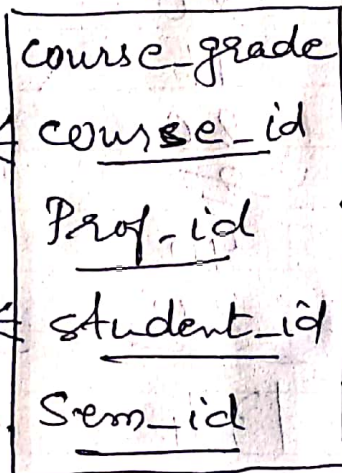 course_grade
course_id
Prof_id
student_id
Sem_id